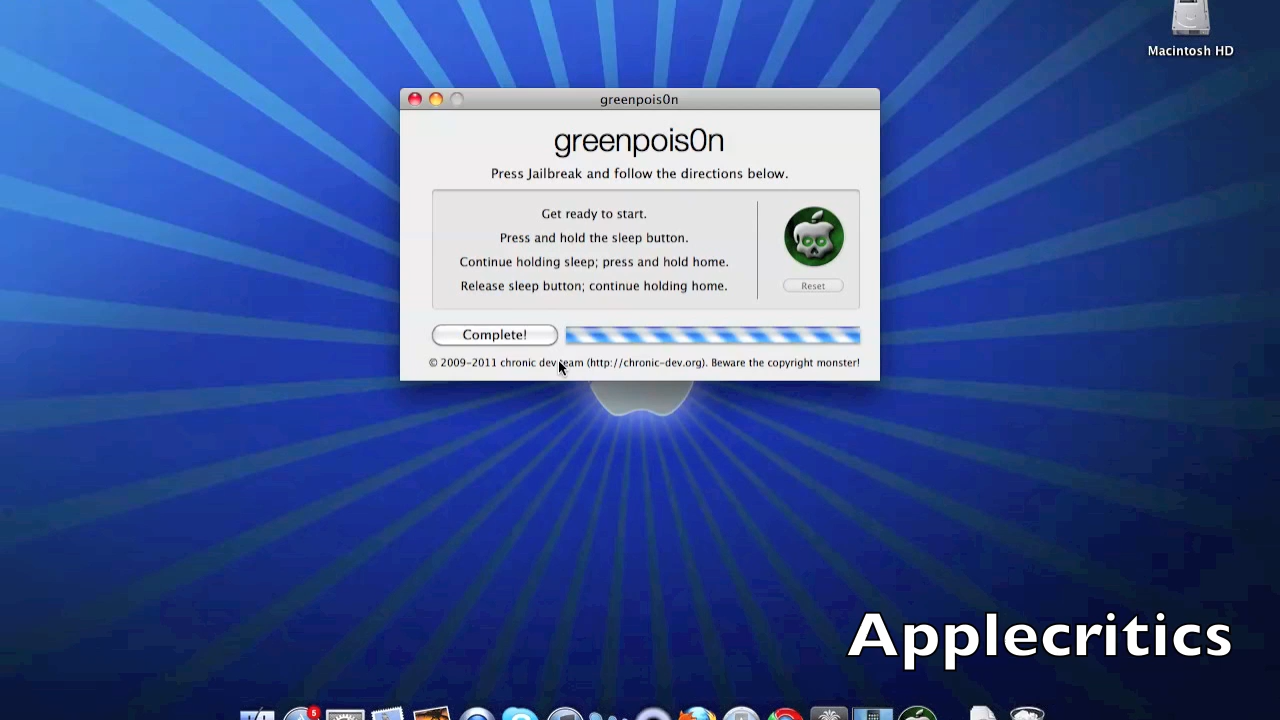 Macintosh HD
greenpois0n
greenpois0n
Press Jailbreak and follow the directions below.
Get ready to start.
Press and hold the sleep button.
Continue holding sleep; press and hold home.
Release sleep button; continue holding home.
Reset
Complete!
© 2009-2011 chronic dev team (http://chronic-dev.org). Beware the copyright monster!
Applecritics
5